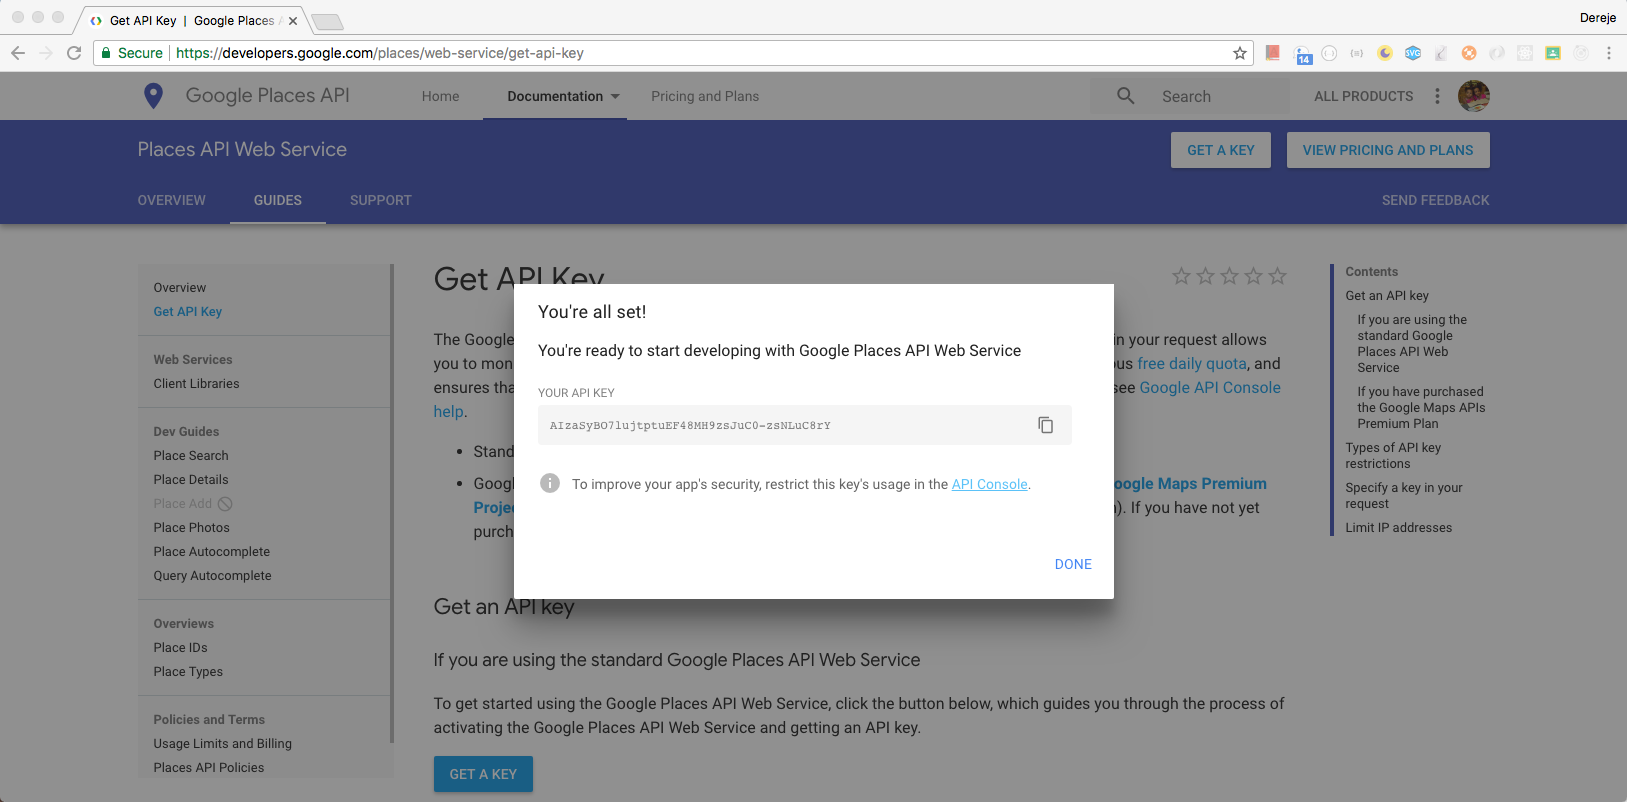 Get API Key | Google Places
Dereje
Secure https://developers.google.com/places/web-service/get-api-key
14
SVG
Google Places API
Home
Documentation
Pricing and Plans
Search
ALL PRODUCTS
Places API Web Service
GET A KEY
VIEW PRICING AND PLANS
OVERVIEW
GUIDES
SUPPORT
SEND FEEDBACK
Overview
Get API Key
Web Services
Client Libraries
Dev Guides
Place Search
Place Details
Place Add
Place Photos
Place Autocomplete
Query Autocomplete
Overviews
Place IDs
Place Types
Policies and Terms
Usage Limits and Billing
Places API Policies
Get API Key
The Google
in your request allows
you to mon
free daily quota, and
ensures tha
see Google API Console
help.
Stand
Googl
Google Maps Premium
Proje
). If you have not yet
purch
You're all set!
You're ready to start developing with Google Places API Web Service
YOUR API KEY
AIzaSyBO7lujtptuEF48MH9zsJuC0-zsNLuC8rY
To improve your app's security, restrict this key's usage in the API Console.
DONE
Get an API key
If you are using the standard Google Places API Web Service
To get started using the Google Places API Web Service, click the button below, which guides you through the process of
activating the Google Places API Web Service and getting an API key.
GET A KEY
Contents
Get an API key
If you are using the
standard Google
Places API Web
Service
If you have purchased
the Google Maps APIs
Premium Plan
Types of API key
restrictions
Specify a key in your
request
Limit IP addresses